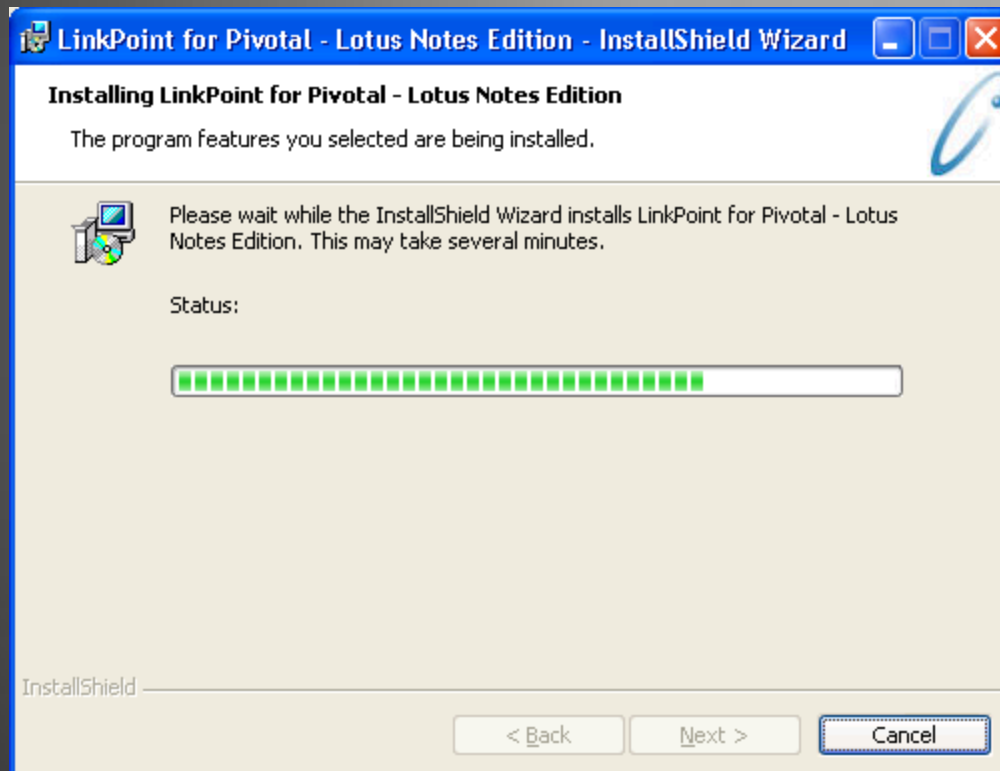 LinkPoint for Pivotal - Lotus Notes Edition - InstallShield Wizard
Installing LinkPoint for Pivotal - Lotus Notes Edition
The program features you selected are being installed.
Please wait while the InstallShield Wizard installs LinkPoint for Pivotal - Lotus
Notes Edition. This may take several minutes.
Status:
InstallShield
< Back
Next >
Cancel